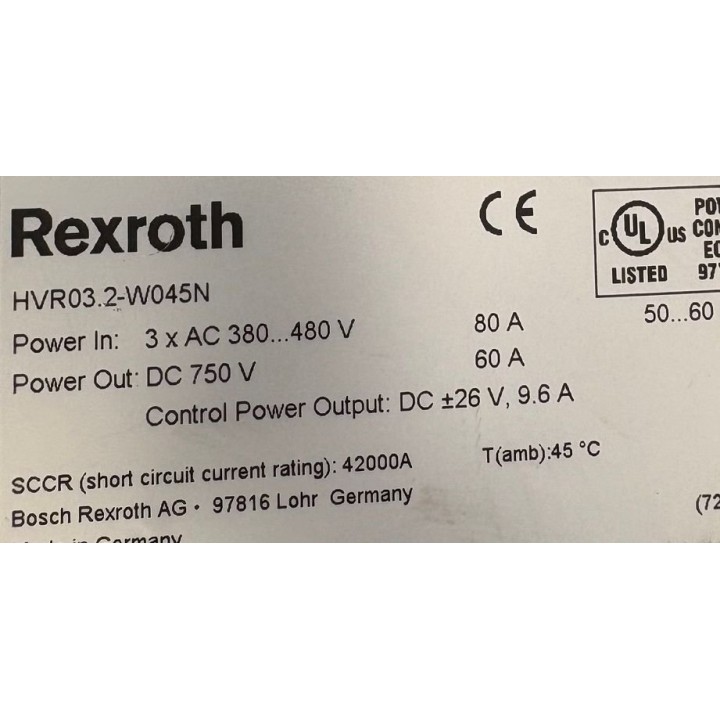 Rexroth
CE
C UL US LISTED
HVR03.2-W045N
Power In: 3 x AC 380...480 V 80 A 50...60
Power Out: DC 750 V 60 A
Control Power Output: DC ±26 V, 9.6 A
SCCR (short circuit current rating): 42000A T(amb):45 °C
Bosch Rexroth AG · 97816 Lohr Germany (72
Germany